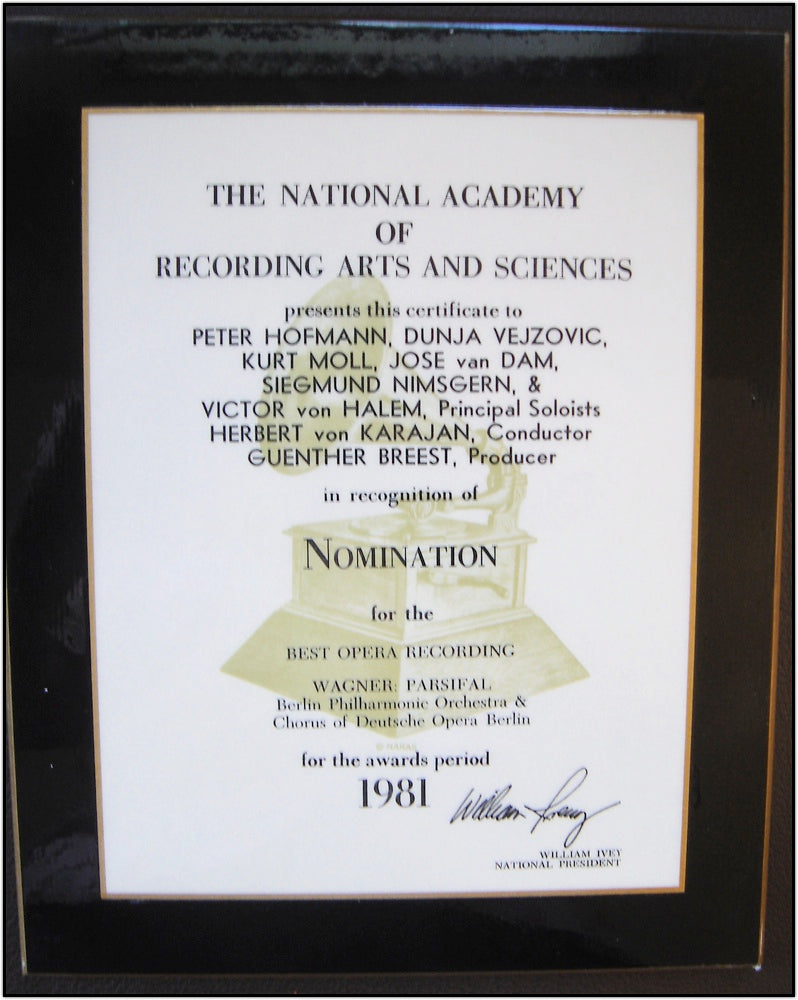 THE NATIONAL ACADEMY
OF
RECORDING ARTS AND SCIENCES
presents this certificate to
PETER HOFMANN, DUNJA VEJZOVIC,
KURT MOLL, JOSE van DAM,
SIEGMUND NIMSGERN, &
VICTOR von HALEM, Principal Soloists
HERBERT von KARAJAN, Conductor
GUENTHER BREEST, Producer
in recognition of
NOMINATION
for the
BEST OPERA RECORDING
WAGNER: PARSIFAL
Berlin Philharmonic Orchestra &
Chorus of Deutsche Opera Berlin
© NARAS
for the awards period
1981
William Ivey
WILLIAM IVEY
NATIONAL PRESIDENT